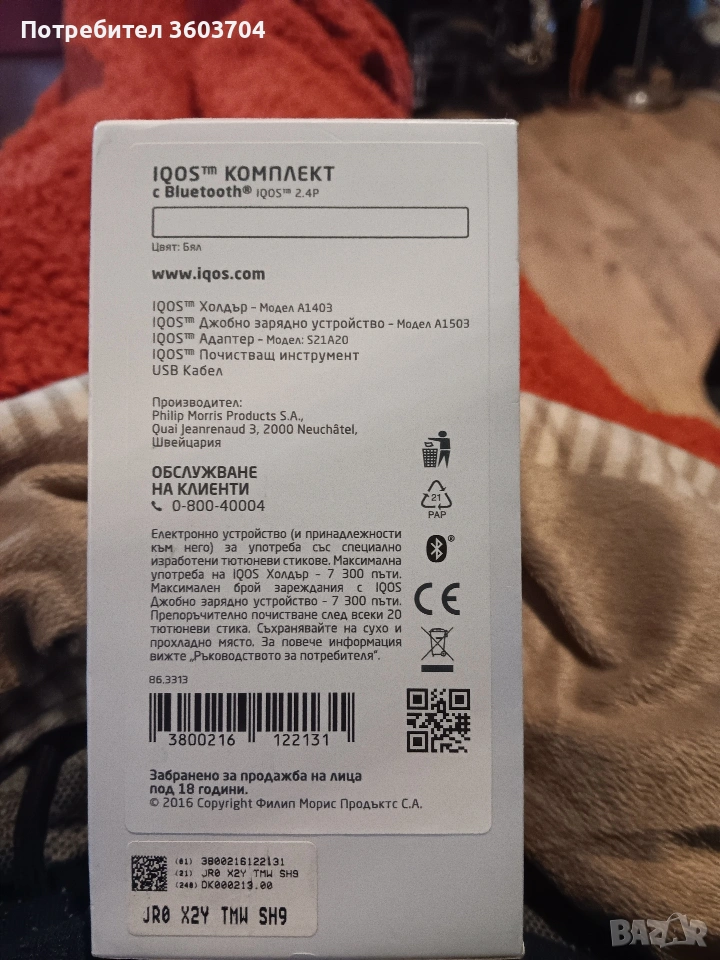 Потребител 3603704
IQOS™ КОМПЛЕКТ
с Bluetooth® IQOS™ 2.4P
Цвят: Бял
www.iqos.com
IQOS™ Холдър – Модел A1403
IQOS™ Джобно зарядно устройство – Модел A1503
IQOS™ Адаптер – Модел: S21A20
IQOS™ Почистващ инструмент
USB Кабел
Производител:
Philip Morris Products S.A.,
Quai Jeanrenaud 3, 2000 Neuchâtel,
Швейцария
ОБСЛУЖВАНЕ
НА КЛИЕНТИ
0-800-40004
21
PAP
Електронно устройство (и принадлежности
към него) за употреба със специално
изработени тютюневи стикове. Максимална
употреба на IQOS Холдър – 7 300 пъти.
Максимален брой зареждания с IQOS
Джобно зарядно устройство – 7 300 пъти.
Препоръчително почистване след всеки 20
тютюневи стика. Съхранявайте на сухо и
прохладно място. За повече информация
вижте „Ръководството за потребителя".
®
CE
86.3313
3800216 122131
Забранено за продажба на лица
под 18 години.
© 2016 Copyright Филип Морис Продъктс С.А.
(01) 3800216122131
(21) JR0 X2Y TMW SH9
(240) DK000213.00
JR0 X2Y TMW SH9
BAZAR